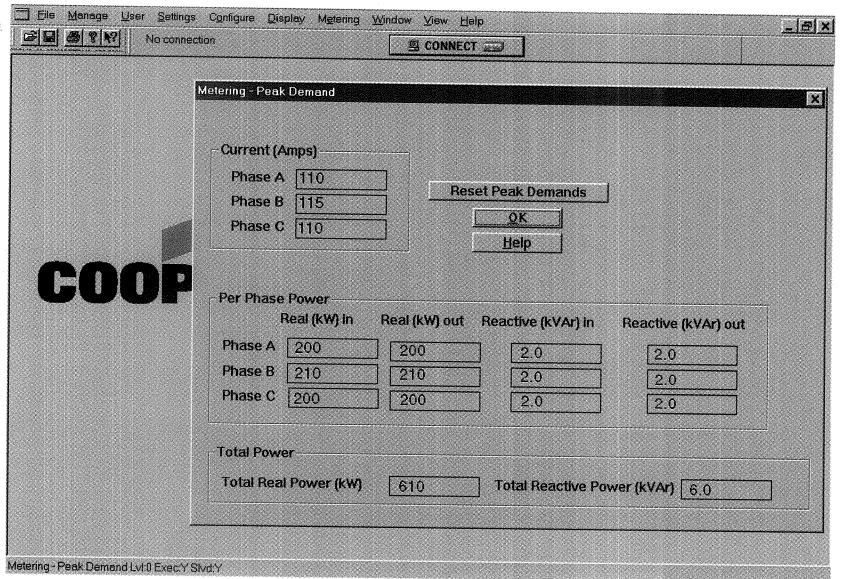 File Manage User Settings Configure Display Metering Window View Help
No connection
CONNECT
Metering - Peak Demand
Current (Amps)
Phase A 110
Phase B 115
Phase C 110
Reset Peak Demands
OK
Help
COOP
Per Phase Power
Real (kW) in Real (kW) out Reactive (kVAr) in Reactive (kVAr) out
Phase A 200 200 2.0 2.0
Phase B 210 210 2.0 2.0
Phase C 200 200 2.0 2.0
Total Power
Total Real Power (kW) 610 Total Reactive Power (kVAr) 6.0
Metering - Peak Demand Lvl:0 Exec:Y Slvd:Y